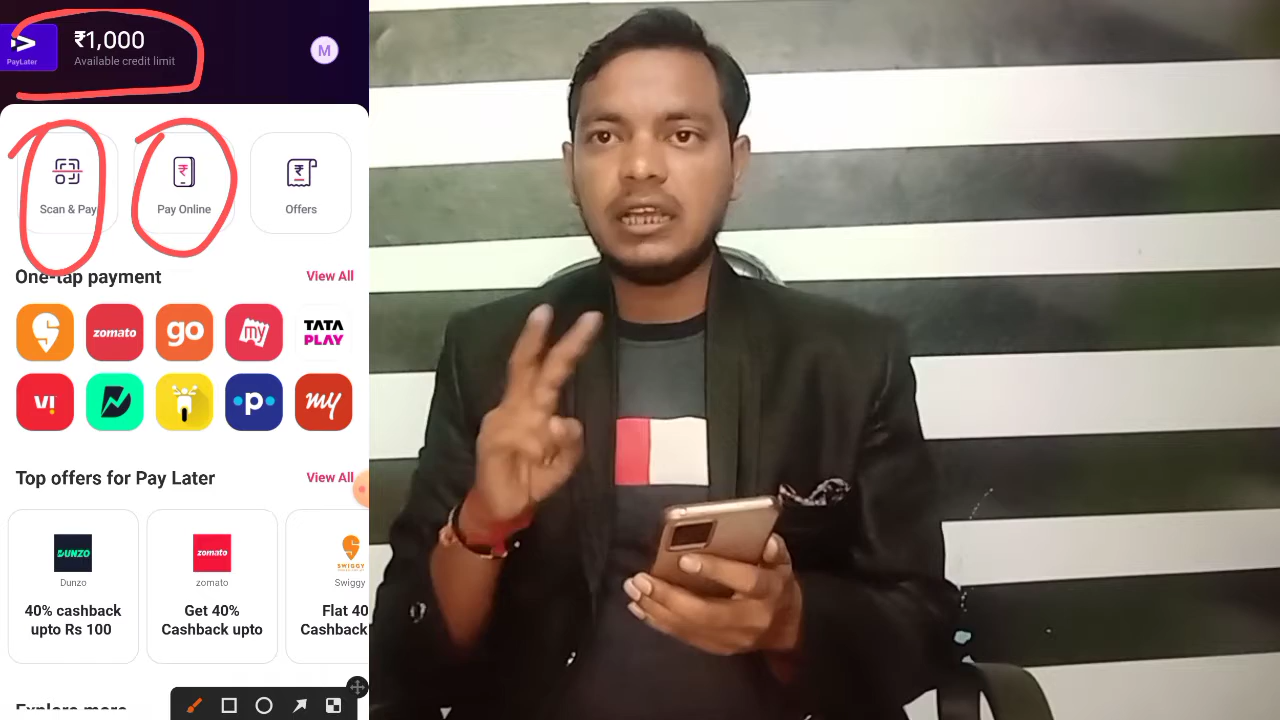 ₹1,000
PayLater
Available credit limit
M
Scan & Pay
Pay Online
Offers
One-tap payment
View All
zomato
go
my
TATA
PLAY
VI
p
my
Top offers for Pay Later
View All
DUNZO
zomato
SWIGGY
Dunzo
zomato
Swiggy
40% cashback
upto Rs 100
Get 40%
Cashback upto
Flat 40
Cashback
Explore more